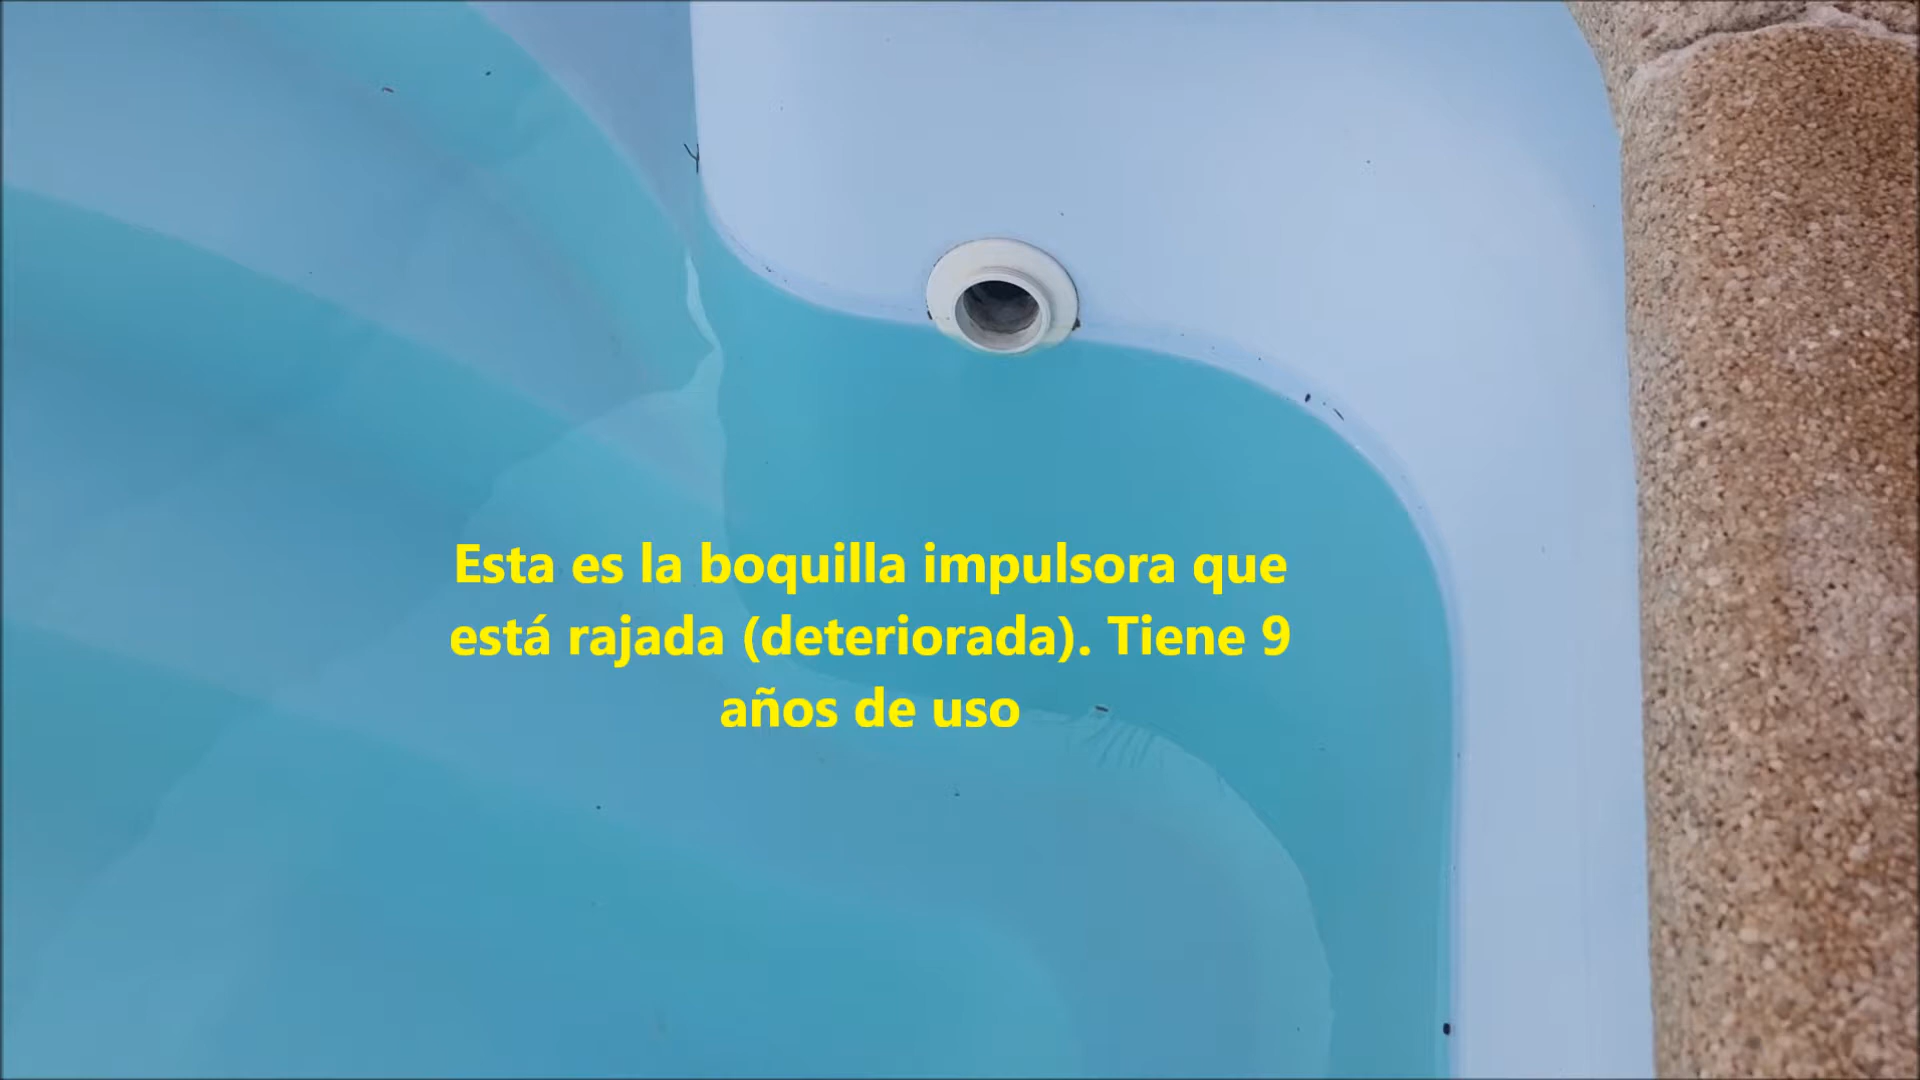 Esta es la boquilla impulsora que
está rajada (deteriorada). Tiene 9
años de uso